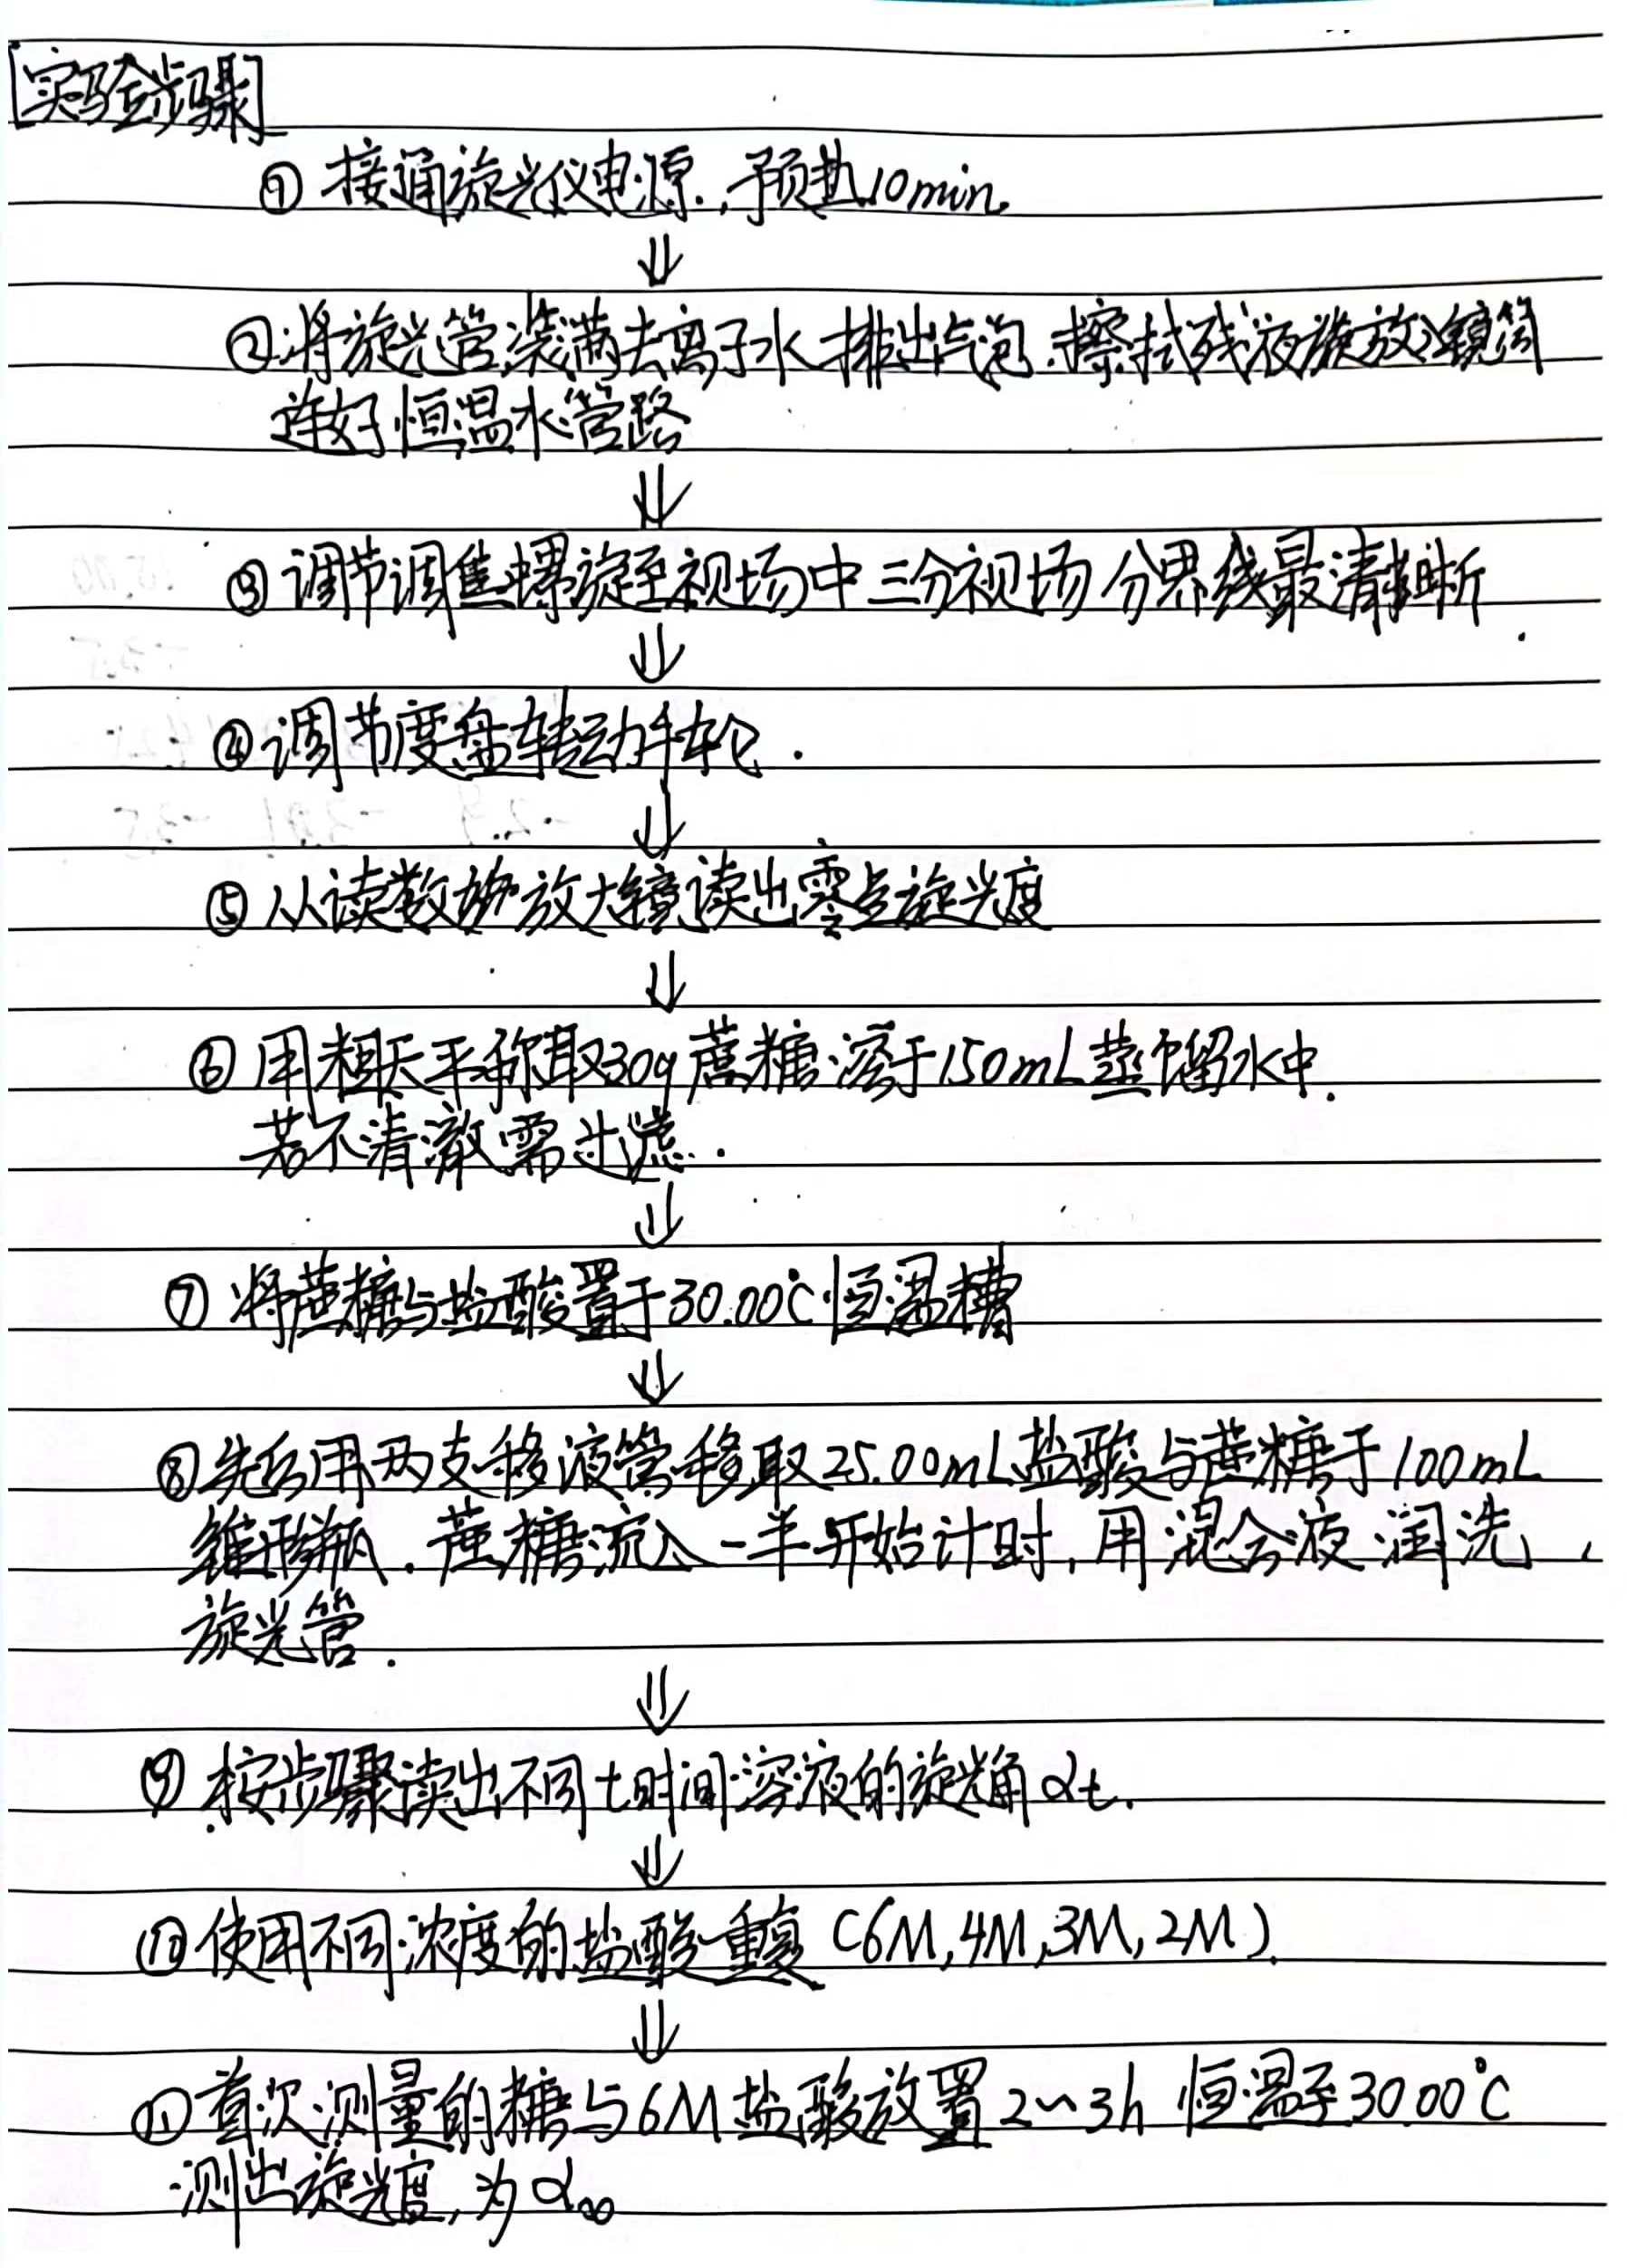 [实验步骤]
① 接通旋光仪电源,预热10min.
⇓
②将旋光管装满去离子水 排出气泡.擦拭残液旋放入镜筒
连好恒温水管路
⇓
③ 调节调焦螺旋至视场中三分视场分界线最清晰.
⇓
④调节度盘转动手轮.
⇓
⑤ 从读数放大镜读出零点旋光度
⇓
⑥ 用粗天平称取30g蔗糖溶于150mL蒸馏水中.
若不清澈需过滤.
⇓
⑦ 将蔗糖与盐酸置于30.00℃恒温槽
⇓
⑧先后用两支移液管移取25.00mL盐酸与蔗糖于100mL
锥形瓶.蔗糖流入一半开始计时,用混合液润洗
旋光管.
⇓
⑨ 按步骤读出不同t时间溶液的旋光角αt.
⇓
⑩使用不同浓度的盐酸重复(6M,4M,3M,2M).
⇓
⑪首次测量的糖与6M盐酸放置2~3h 恒温至30.00℃
测出旋光度,为α∞